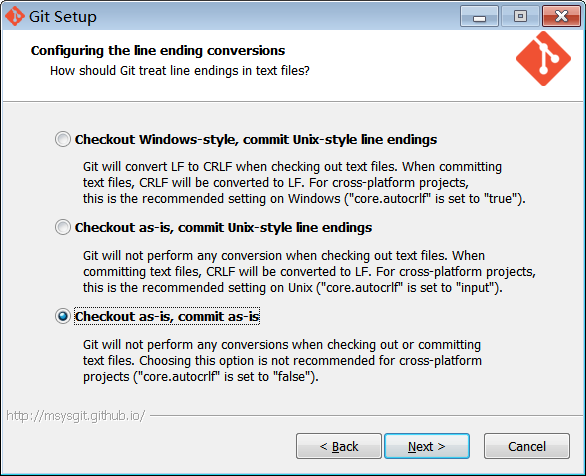 Git Setup
Configuring the line ending conversions
How should Git treat line endings in text files?
Checkout Windows-style, commit Unix-style line endings
Git will convert LF to CRLF when checking out text files. When committing
text files, CRLF will be converted to LF. For cross-platform projects,
this is the recommended setting on Windows ("core.autocrlf" is set to "true").
Checkout as-is, commit Unix-style line endings
Git will not perform any conversion when checking out text files. When
committing text files, CRLF will be converted to LF. For cross-platform projects,
this is the recommended setting on Unix ("core.autocrlf" is set to "input").
Checkout as-is, commit as-is
Git will not perform any conversions when checking out or committing
text files. Choosing this option is not recommended for cross-platform
projects ("core.autocrlf" is set to "false").
http://msysgit.github.io/
< Back
Next >
Cancel